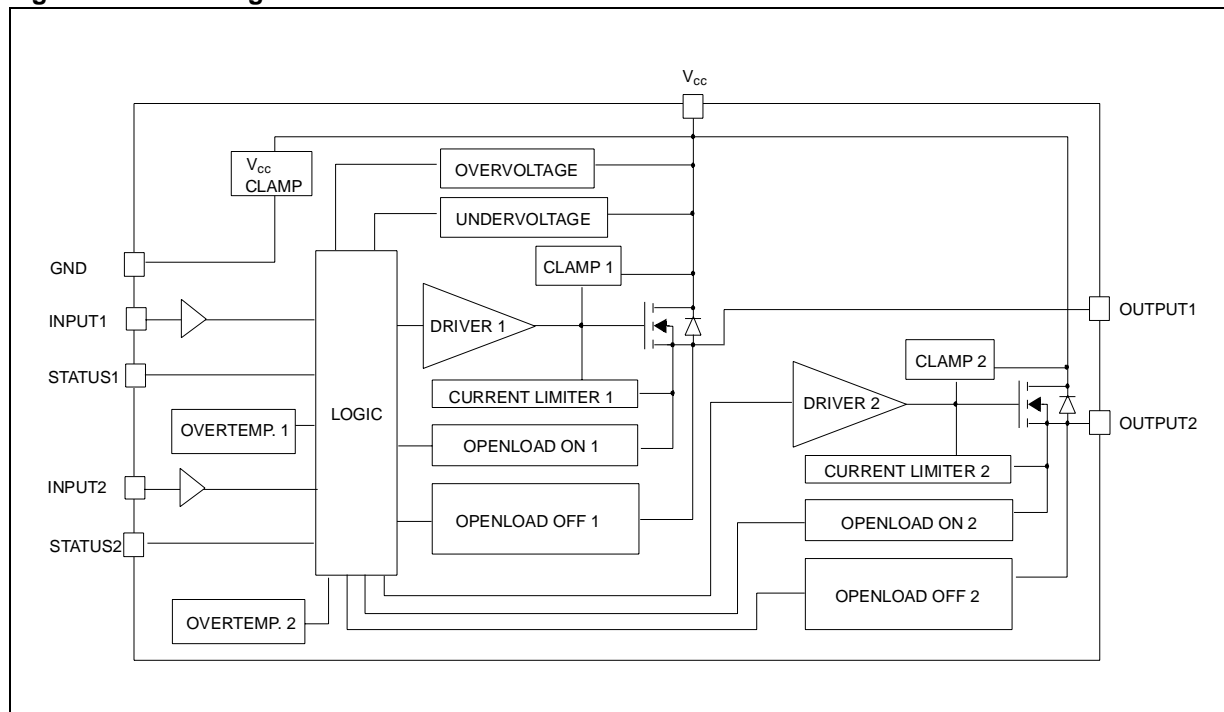 Vcc
Vcc
CLAMP
OVERVOLTAGE
UNDERVOLTAGE
GND
CLAMP 1
INPUT1
DRIVER 1
OUTPUT1
STATUS1
CLAMP 2
CURRENT LIMITER 1
LOGIC
DRIVER 2
OVERTEMP. 1
OPENLOAD ON 1
OUTPUT2
CURRENT LIMITER 2
INPUT2
OPENLOAD OFF 1
OPENLOAD ON 2
STATUS2
OPENLOAD OFF 2
OVERTEMP. 2